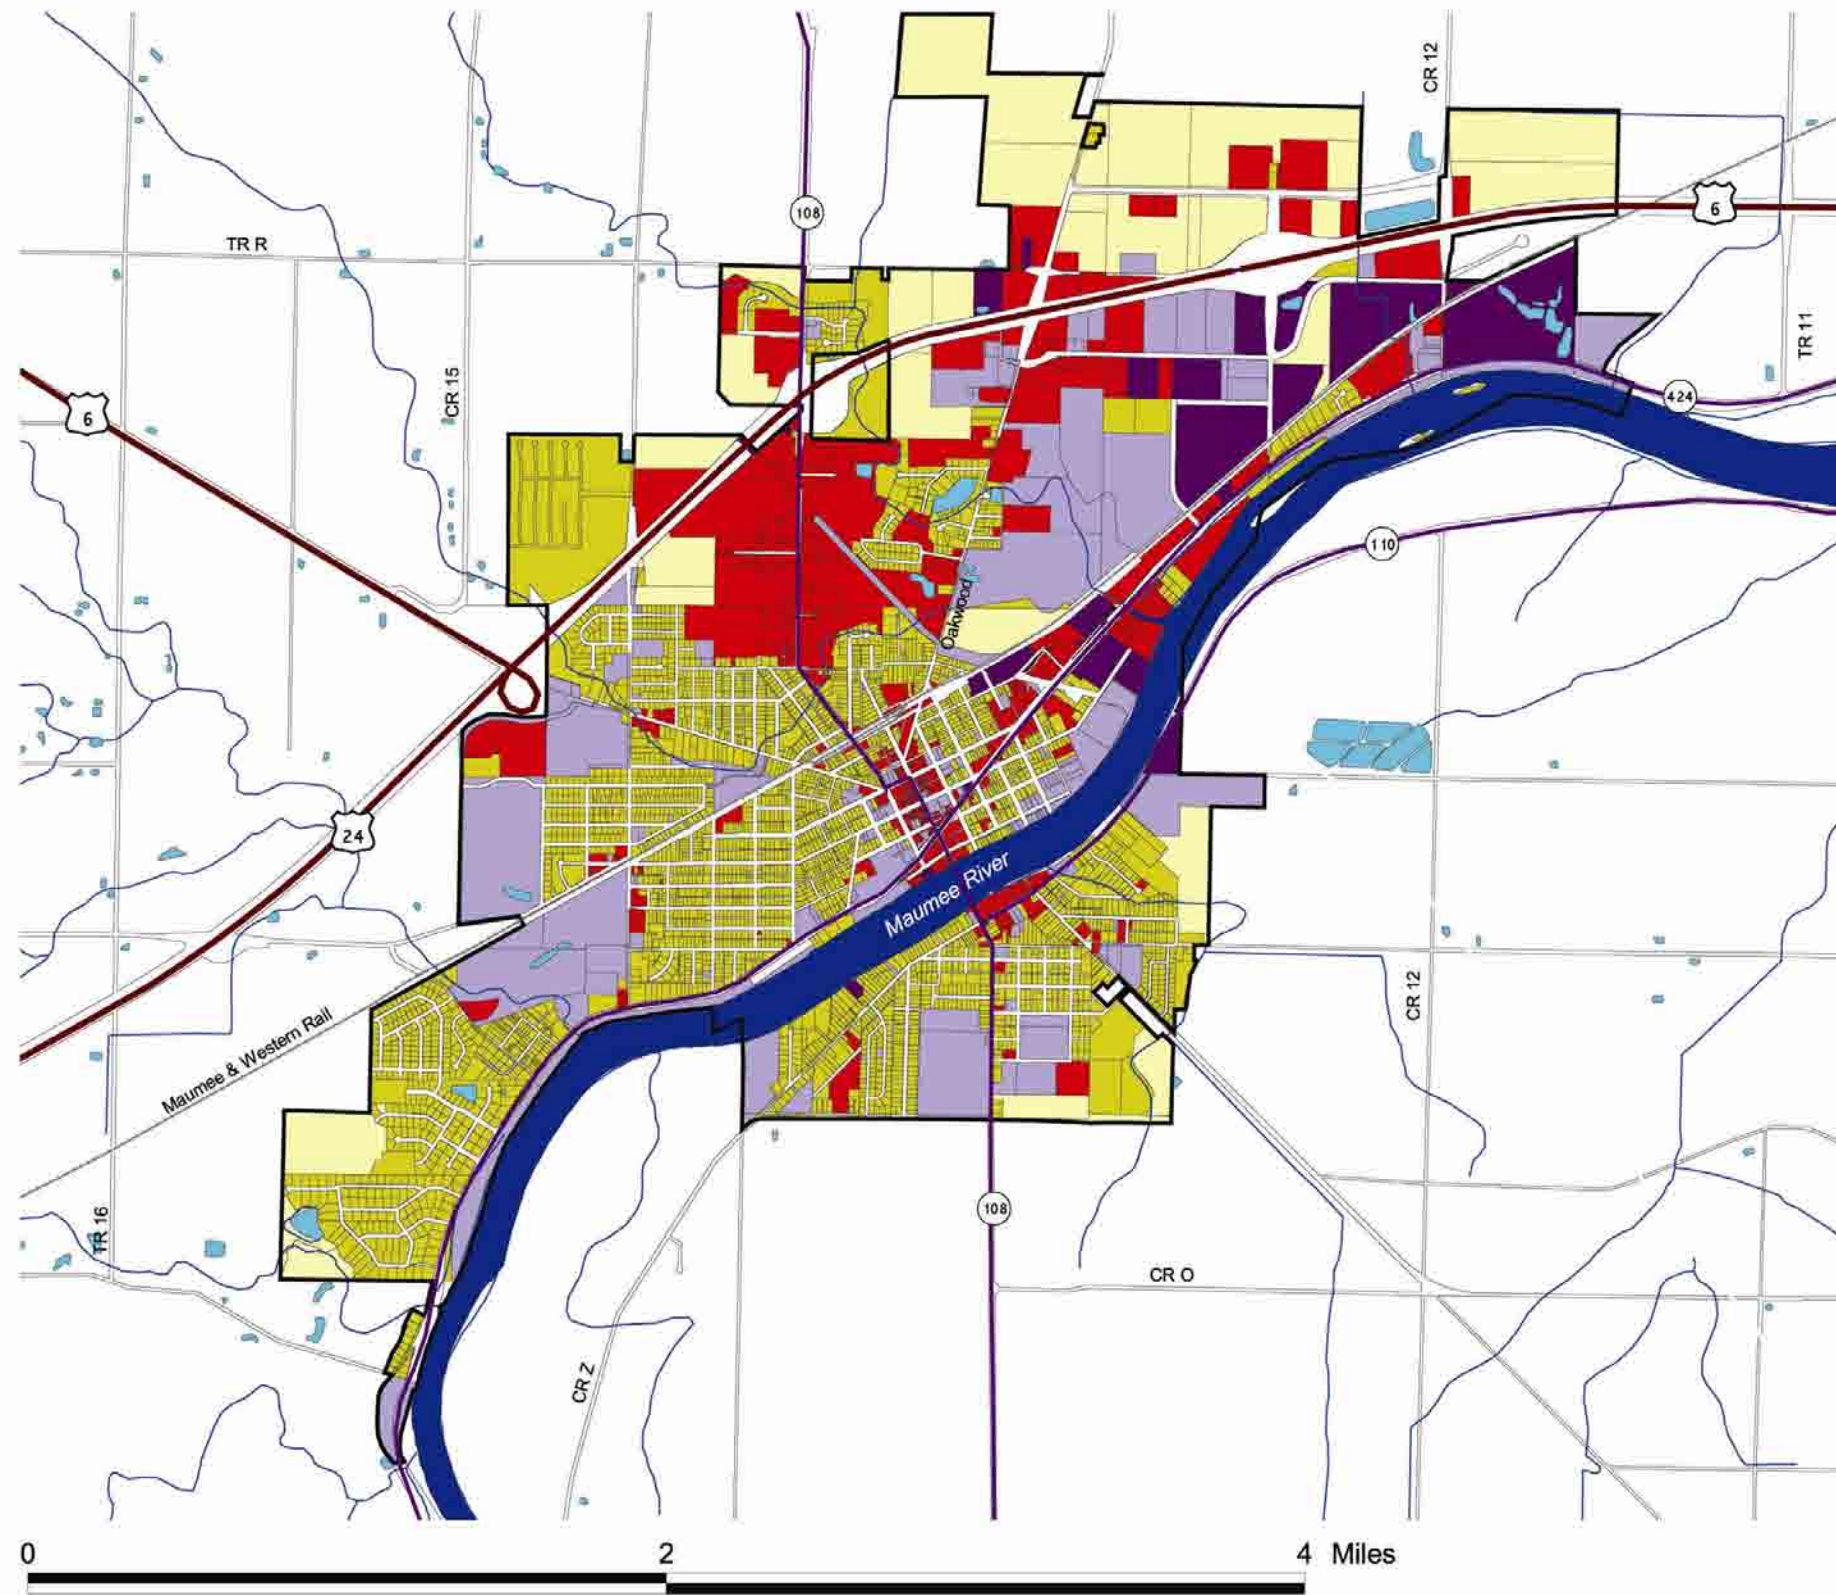 CR 12
108
6
TR R
TR 11
CR 15
424
6
110
Oakwood
24
Maumee River
CR 12
Maumee & Western Rail
TR 16
108
CR O
CR Z
0 2 4 Miles